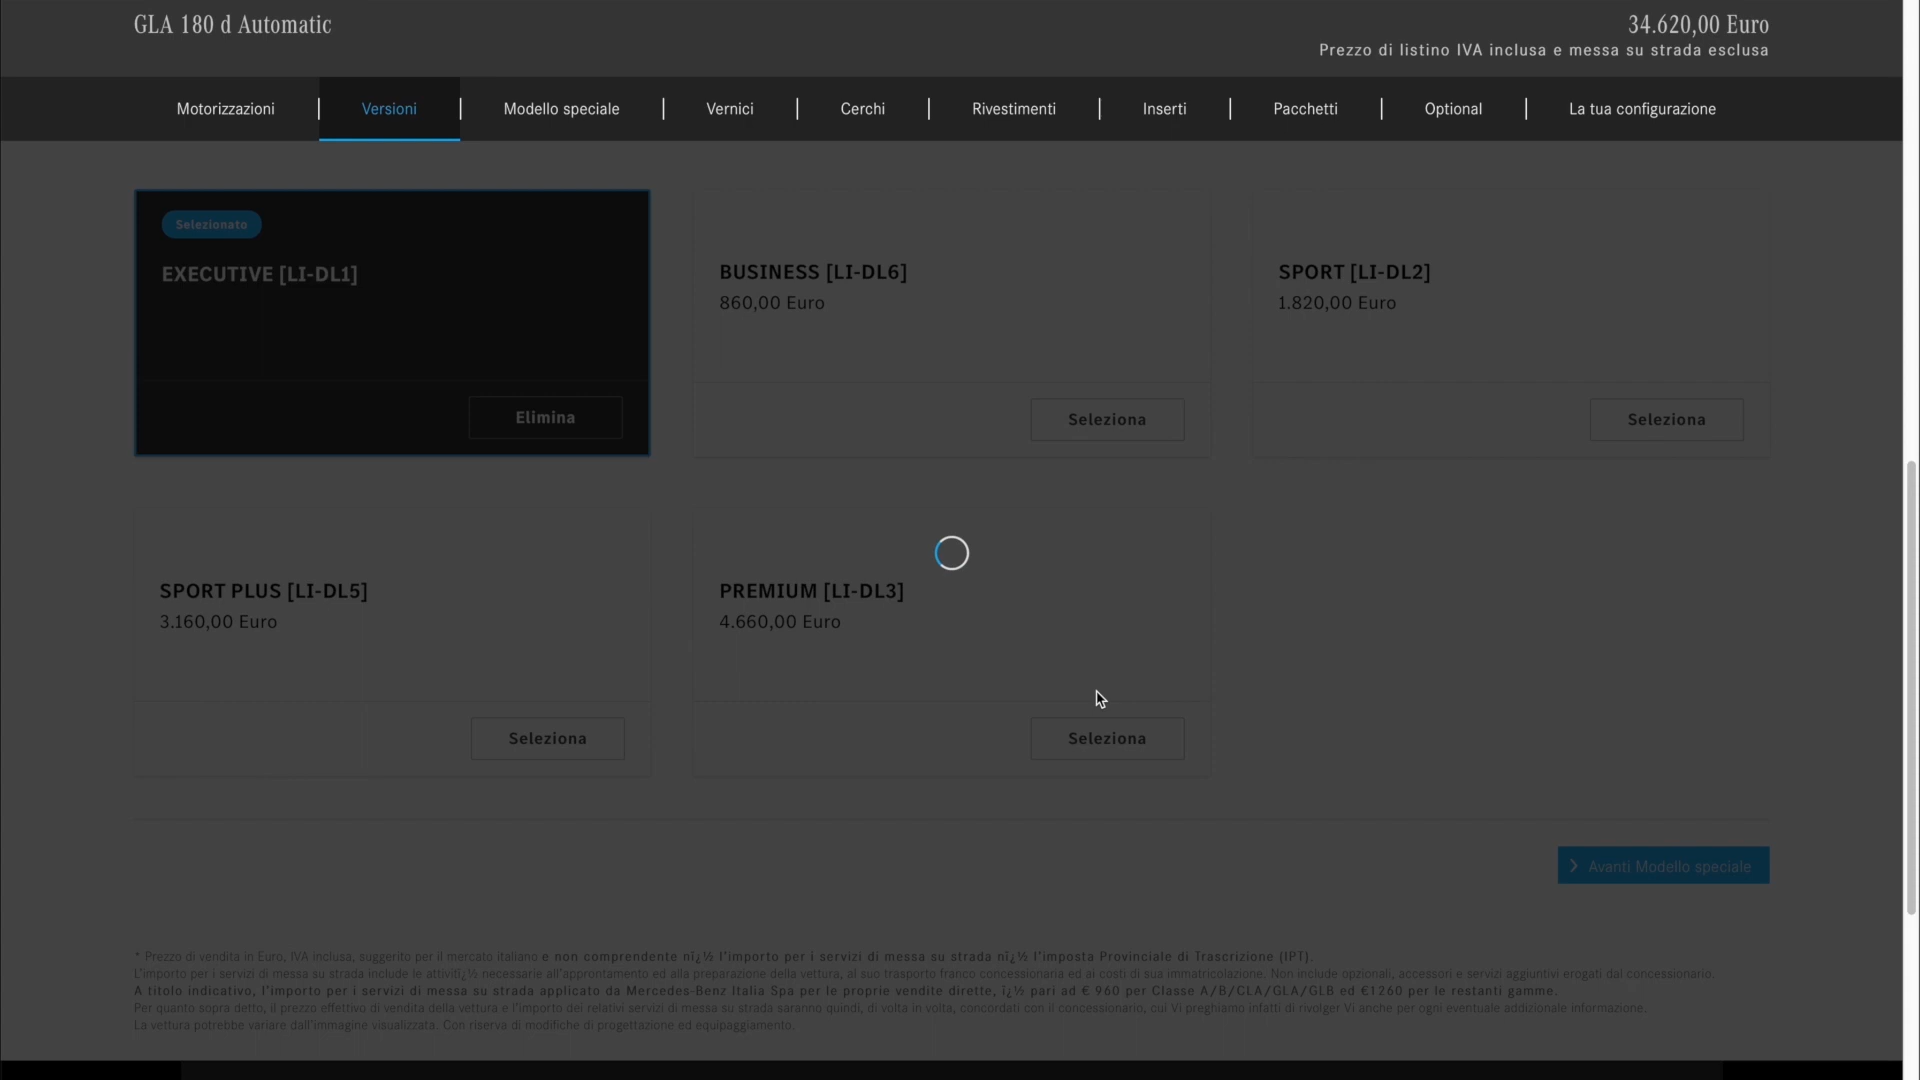 GLA 180 d Automatic
34.620,00 Euro
Prezzo di listino IVA inclusa e messa su strada esclusa
Motorizzazioni
Versioni
Modello speciale
Vernici
Cerchi
Rivestimenti
Inserti
Pacchetti
Optional
La tua configurazione
Selezionato
EXECUTIVE [LI-DL1]
Elimina
BUSINESS [LI-DL6]
860,00 Euro
Seleziona
SPORT [LI-DL2]
1.820,00 Euro
Seleziona
SPORT PLUS [LI-DL5]
3.160,00 Euro
Seleziona
PREMIUM [LI-DL3]
4.660,00 Euro
Seleziona
Avanti Modello speciale
* Prezzo di vendita in Euro, IVA inclusa, suggerito per il mercato italiano e non comprendente nï¿½ l'importo per i servizi di messa su strada nï¿½ l'imposta Provinciale di Trascrizione (IPT).
L'importo per i servizi di messa su strada include le attivitï¿½ necessarie all'approntamento ed alla preparazione della vettura, al suo trasporto franco concessionaria ed ai costi di sua immatricolazione. Non include opzionali, accessori e servizi aggiuntivi erogati dal concessionario.
A titolo indicativo, l'importo per i servizi di messa su strada applicato da Mercedes-Benz Italia Spa per le proprie vendite dirette, ï¿½ pari ad € 960 per Classe A/B/CLA/GLA/GLB ed €1260 per le restanti gamme.
Per quanto sopra detto, il prezzo effettivo di vendita della vettura e l'importo dei relativi servizi di messa su strada saranno quindi, di volta in volta, concordati con il concessionario, cui Vi preghiamo infatti di rivolger Vi anche per ogni eventuale addizionale informazione.
La vettura potrebbe variare dall'immagine visualizzata. Con riserva di modifiche di progettazione ed equipaggiamento.